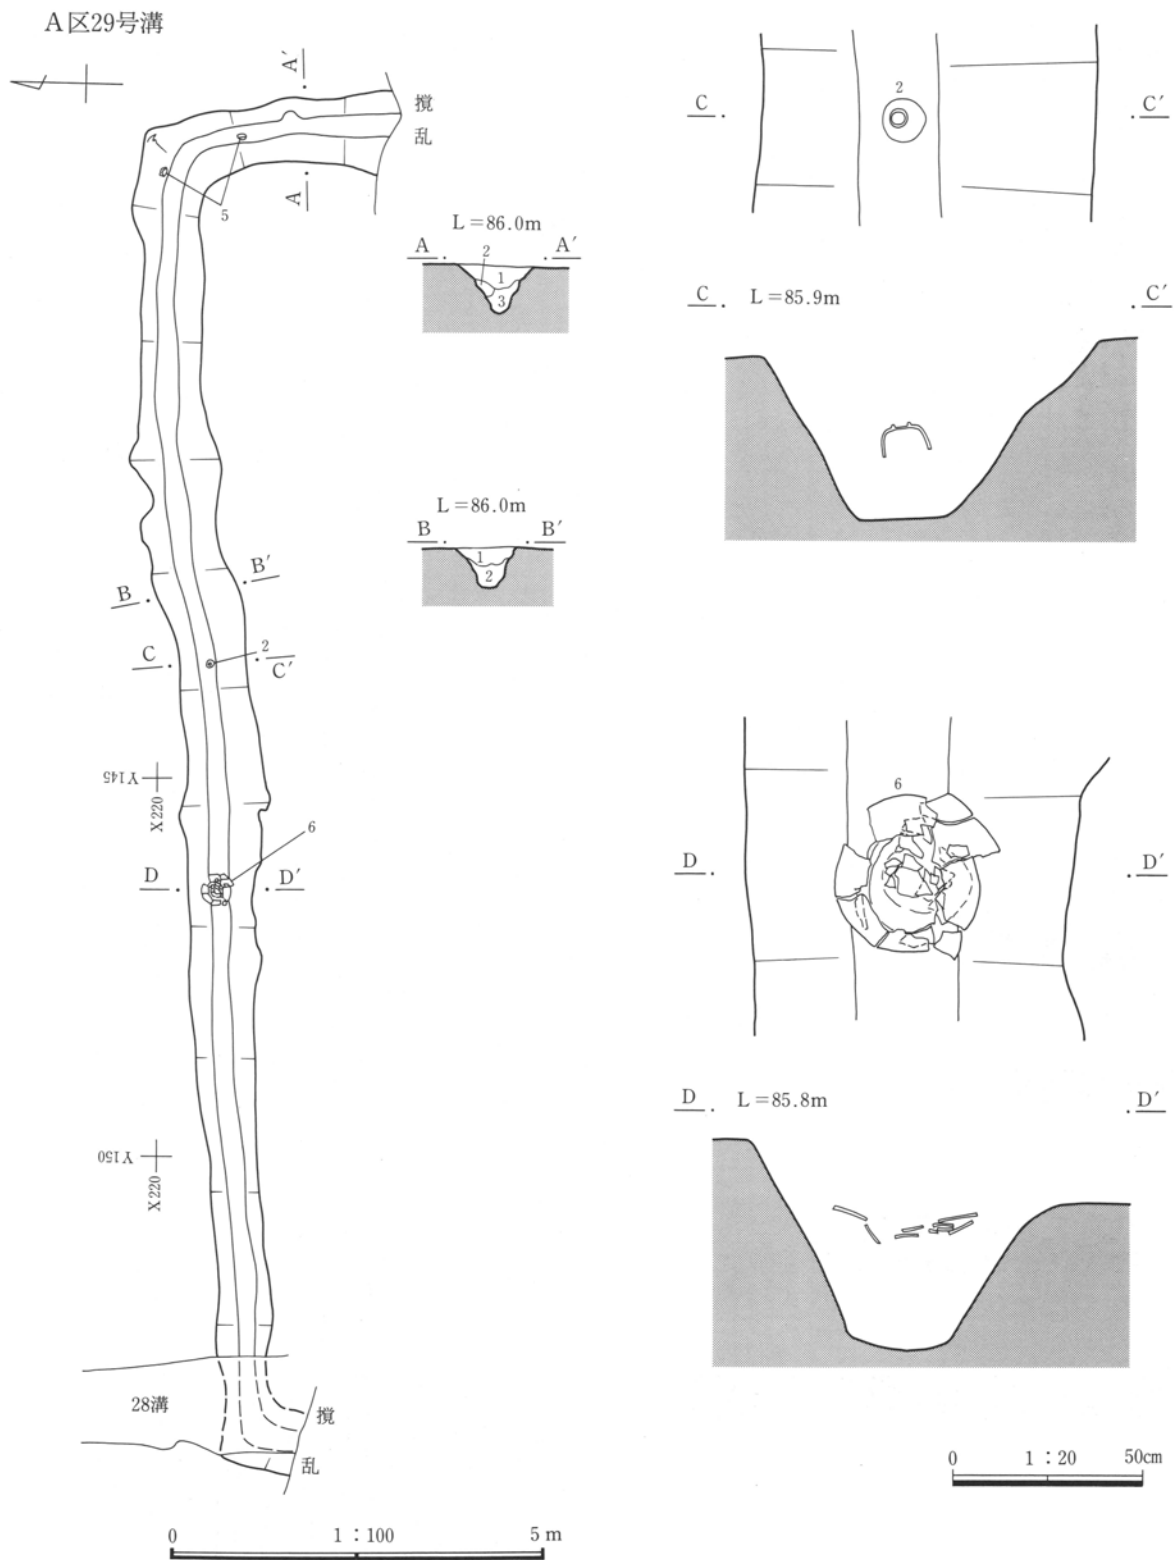 A区29号溝
A′
撹
乱
A
5
L=86.0m
A
A′
2
1
3
L=86.0m
B
B′
1
2
B
B′
C
2
C′
Y145
X220
6
D
D′
Y150
X220
28溝
撹
乱
0
1:100
5m
C
2
C′
C
L=85.9m
C′
6
D
D′
D
L=85.8m
D′
0
1:20
50cm